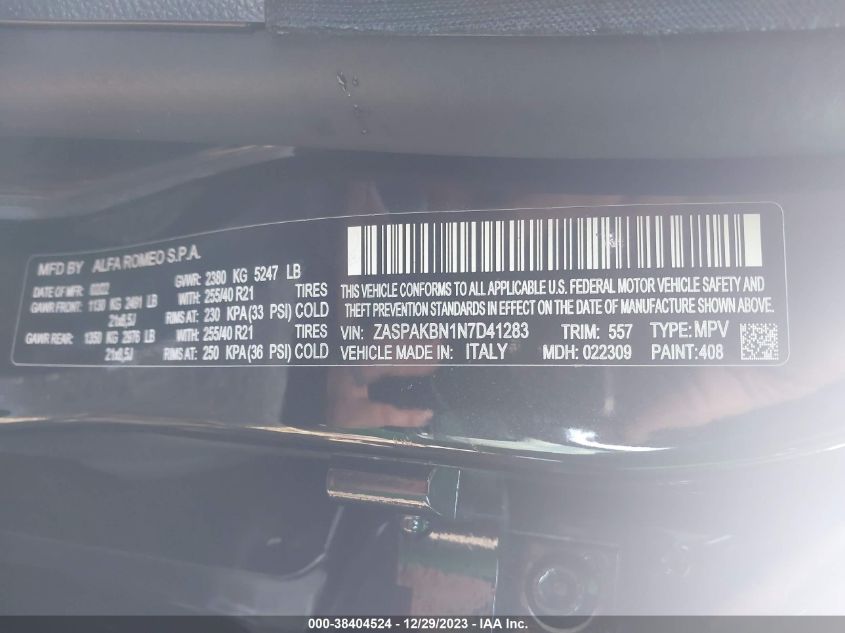 MFD BY ALFA ROMEO S.P.A.
DATE OF MFR: 02/22 GVWR: 2380 KG 5247 LB
GAWR FRONT: 1130 KG 2491 LB WITH: 255/40 R21 TIRES
21x8,5J RIMS AT: 230 KPA(33 PSI) COLD
GAWR REAR: 1350 KG 2976 LB WITH: 255/40 R21 TIRES
21x8,5J RIMS AT: 250 KPA(36 PSI) COLD
THIS VEHICLE CONFORMS TO ALL APPLICABLE U.S. FEDERAL MOTOR VEHICLE SAFETY AND
THEFT PREVENTION STANDARDS IN EFFECT ON THE DATE OF MANUFACTURE SHOWN ABOVE.
VIN: ZASPAKBN1N7D41283 TRIM: 557 TYPE: MPV
VEHICLE MADE IN: ITALY MDH: 022309 PAINT: 408
000-38404524 - 12/29/2023 - IAA Inc.